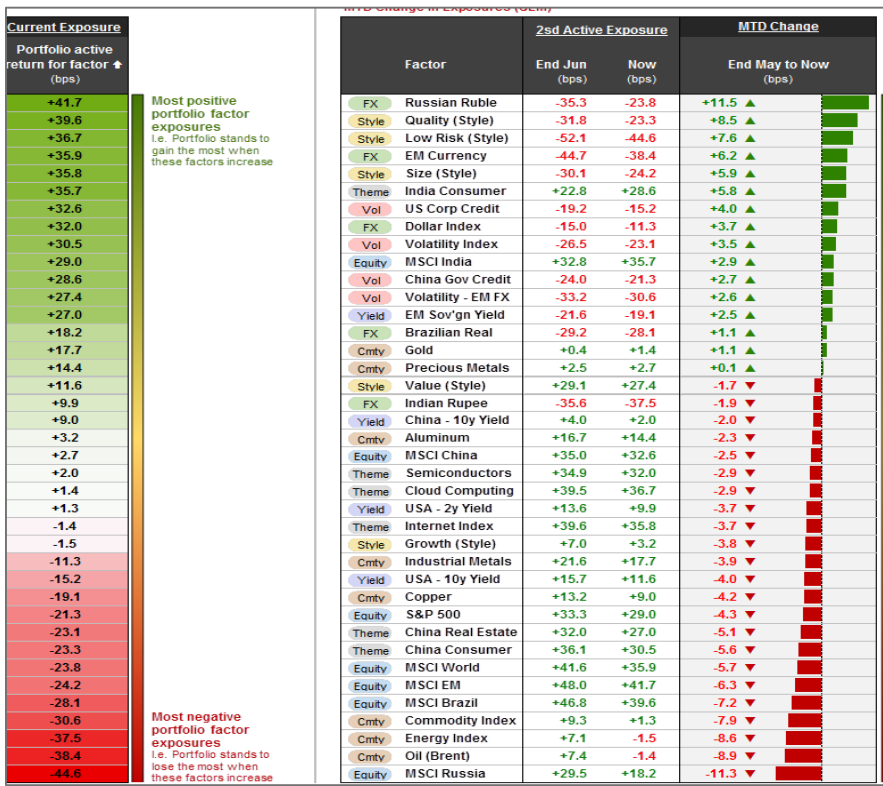 MTD Change in Exposures (GEM)
Current Exposure
Portfolio active
return for factor ↑
(bps)
+41.7
+39.6
+36.7
+35.9
+35.8
+35.7
+32.6
+32.0
+30.5
+29.0
+28.6
+27.4
+27.0
+18.2
+17.7
+14.4
+11.6
+9.9
+9.0
+3.2
+2.7
+2.0
+1.4
+1.3
-1.4
-1.5
-11.3
-15.2
-19.1
-21.3
-23.1
-23.3
-23.8
-24.2
-28.1
-30.6
-37.5
-38.4
-44.6
Most positive
portfolio factor
exposures
I.e. Portfolio stands to
gain the most when
these factors increase
Most negative
portfolio factor
exposures
I.e. Portfolio stands to
lose the most when
these factors increase
2sd Active Exposure MTD Change
Factor End Jun Now End May to Now
(bps) (bps) (bps)
FX Russian Ruble -35.3 -23.8 +11.5 ▲
Style Quality (Style) -31.8 -23.3 +8.5 ▲
Style Low Risk (Style) -52.1 -44.6 +7.6 ▲
FX EM Currency -44.7 -38.4 +6.2 ▲
Style Size (Style) -30.1 -24.2 +5.9 ▲
Theme India Consumer +22.8 +28.6 +5.8 ▲
Vol US Corp Credit -19.2 -15.2 +4.0 ▲
FX Dollar Index -15.0 -11.3 +3.7 ▲
Vol Volatility Index -26.5 -23.1 +3.5 ▲
Equity MSCI India +32.8 +35.7 +2.9 ▲
Vol China Gov Credit -24.0 -21.3 +2.7 ▲
Vol Volatility - EM FX -33.2 -30.6 +2.6 ▲
Yield EM Sov'gn Yield -21.6 -19.1 +2.5 ▲
FX Brazilian Real -29.2 -28.1 +1.1 ▲
Cmty Gold +0.4 +1.4 +1.1 ▲
Cmty Precious Metals +2.5 +2.7 +0.1 ▲
Style Value (Style) +29.1 +27.4 -1.7 ▼
FX Indian Rupee -35.6 -37.5 -1.9 ▼
Yield China - 10y Yield +4.0 +2.0 -2.0 ▼
Cmty Aluminum +16.7 +14.4 -2.3 ▼
Equity MSCI China +35.0 +32.6 -2.5 ▼
Theme Semiconductors +34.9 +32.0 -2.9 ▼
Theme Cloud Computing +39.5 +36.7 -2.9 ▼
Yield USA - 2y Yield +13.6 +9.9 -3.7 ▼
Theme Internet Index +39.6 +35.8 -3.7 ▼
Style Growth (Style) +7.0 +3.2 -3.8 ▼
Cmty Industrial Metals +21.6 +17.7 -3.9 ▼
Yield USA - 10y Yield +15.7 +11.6 -4.0 ▼
Cmty Copper +13.2 +9.0 -4.2 ▼
Equity S&P 500 +33.3 +29.0 -4.3 ▼
Theme China Real Estate +32.0 +27.0 -5.1 ▼
Theme China Consumer +36.1 +30.5 -5.6 ▼
Equity MSCI World +41.6 +35.9 -5.7 ▼
Equity MSCI EM +48.0 +41.7 -6.3 ▼
Equity MSCI Brazil +46.8 +39.6 -7.2 ▼
Cmty Commodity Index +9.3 +1.3 -7.9 ▼
Cmty Energy Index +7.1 -1.5 -8.6 ▼
Cmty Oil (Brent) +7.4 -1.4 -8.9 ▼
Equity MSCI Russia +29.5 +18.2 -11.3 ▼